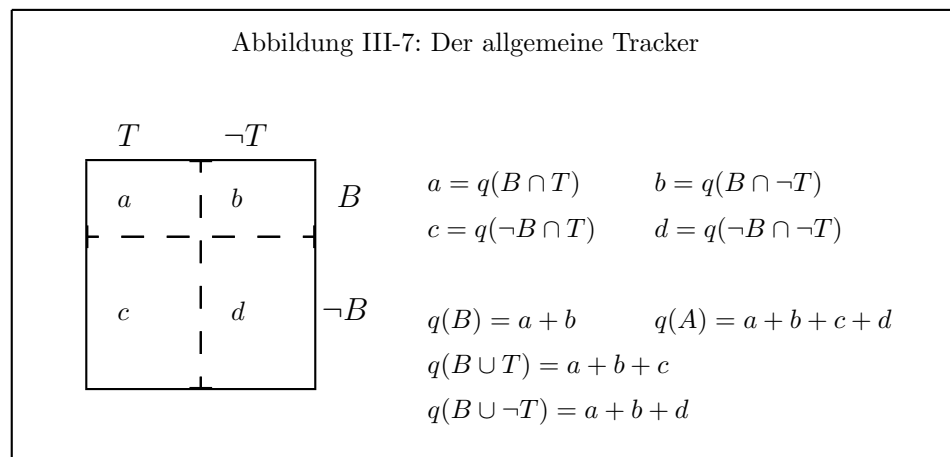 Abbildung III-7: Der allgemeine Tracker
T ¬T
a b B
c d ¬B
a = q(B ∩ T) b = q(B ∩ ¬T)
c = q(¬B ∩ T) d = q(¬B ∩ ¬T)
q(B) = a + b q(A) = a + b + c + d
q(B ∪ T) = a + b + c
q(B ∪ ¬T) = a + b + d